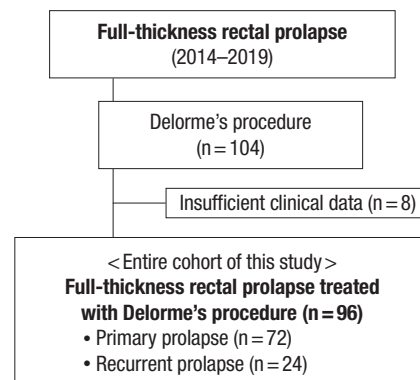 Full-thickness rectal prolapse
(2014–2019)
Delorme's procedure
(n = 104)
Insufficient clinical data (n = 8)
< Entire cohort of this study >
Full-thickness rectal prolapse treated
with Delorme's procedure (n = 96)
• Primary prolapse (n = 72)
• Recurrent prolapse (n = 24)